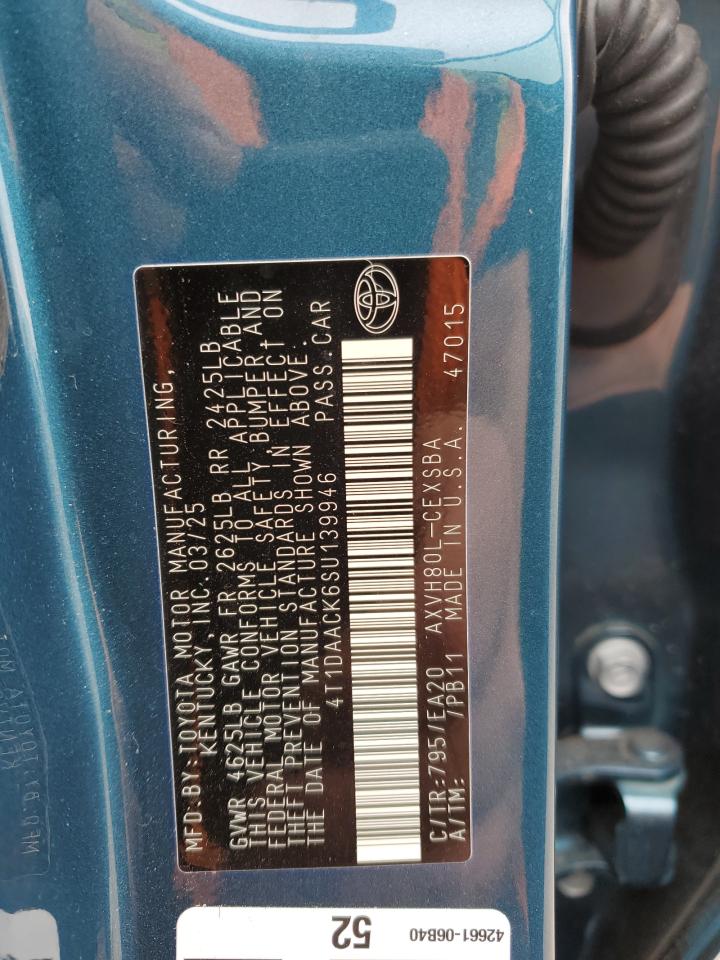 MFD.BY:TOYOTA MOTOR MANUFACTURING,
KENTUCKY, INC. 03/25
GVWR 4625LB GAWR FR 2625LB RR 2425LB
THIS VEHICLE CONFORMS TO ALL APPLICABLE
FEDERAL MOTOR VEHICLE SAFETY,BUMPER,AND
THEFT PREVENTION STANDARDS IN EFFECT ON
THE DATE OF MANUFACTURE SHOWN ABOVE.
4T1DAACK6SU139946 PASS.CAR
C/TR:795/EA20 AXVH80L-CEXSBA
A/TM: /PB11 MADE IN U.S.A. 47015
52
42661-06B40